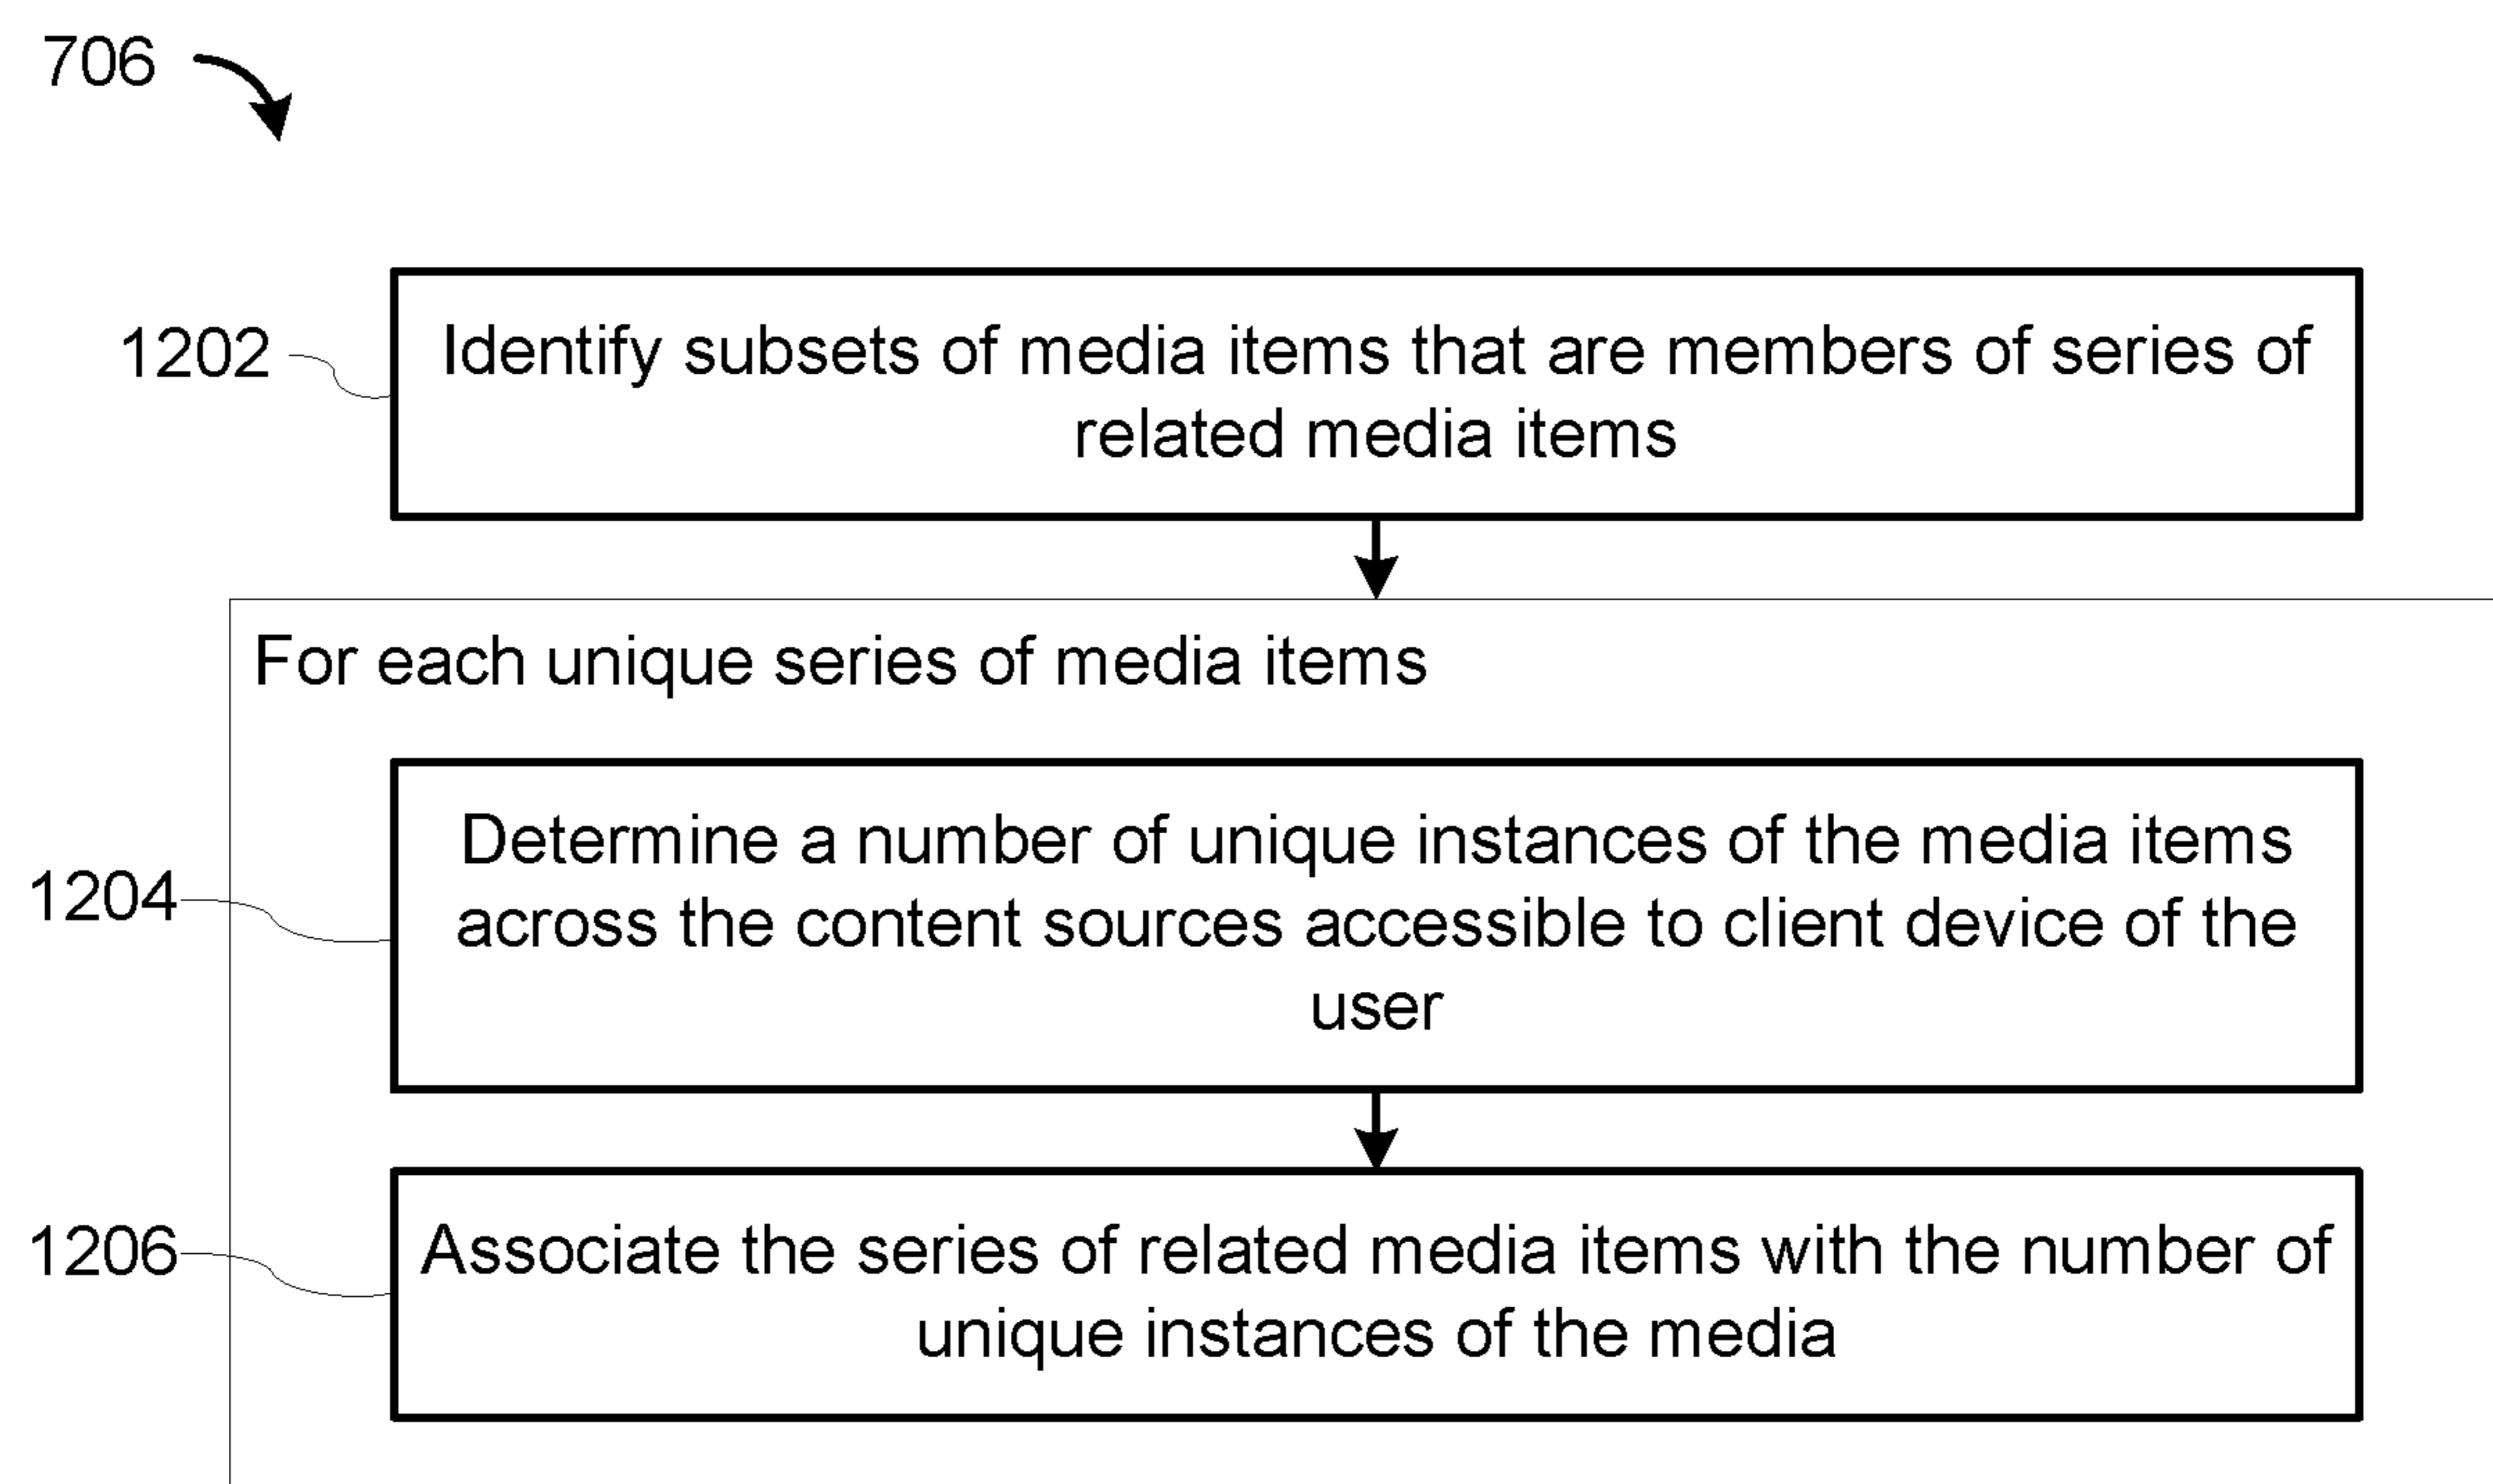 706
1202
Identify subsets of media items that are members of series of
related media items
For each unique series of media items
1204
Determine a number of unique instances of the media items
across the content sources accessible to client device of the
user
1206
Associate the series of related media items with the number of
unique instances of the media